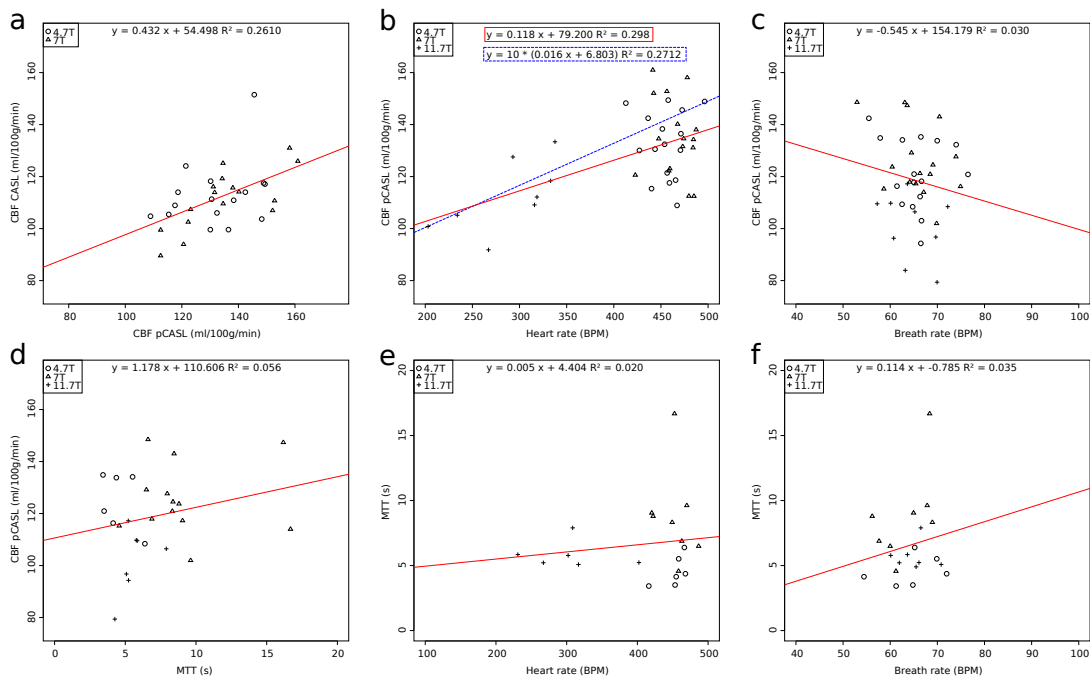 a
y = 0.432 x + 54.498 R² = 0.2610
4.7T
7T
11.7T
CBF CASL (ml/100g/min)
80 100 120 140 160
80 100 120 140 160
CBF pCASL (ml/100g/min)
b
y = 0.118 x + 79.200 R² = 0.298
y = 10 * (0.016 x + 6.803) R² = 0.2712
4.7T
7T
11.7T
CBF pCASL (ml/100g/min)
80 100 120 140 160
200 250 300 350 400 450 500
Heart rate (BPM)
c
y = -0.545 x + 154.179 R² = 0.030
4.7T
7T
11.7T
CBF pCASL (ml/100g/min)
80 100 120 140 160
40 50 60 70 80 90 100
Breath rate (BPM)
d
y = 1.178 x + 110.606 R² = 0.056
4.7T
7T
11.7T
CBF pCASL (ml/100g/min)
80 100 120 140 160
0 5 10 15 20
MTT (s)
e
y = 0.005 x + 4.404 R² = 0.020
4.7T
7T
11.7T
MTT (s)
0 5 10 15 20
100 200 300 400 500
Heart rate (BPM)
f
y = 0.114 x + -0.785 R² = 0.035
4.7T
7T
11.7T
MTT (s)
0 5 10 15 20
40 50 60 70 80 90 100
Breath rate (BPM)